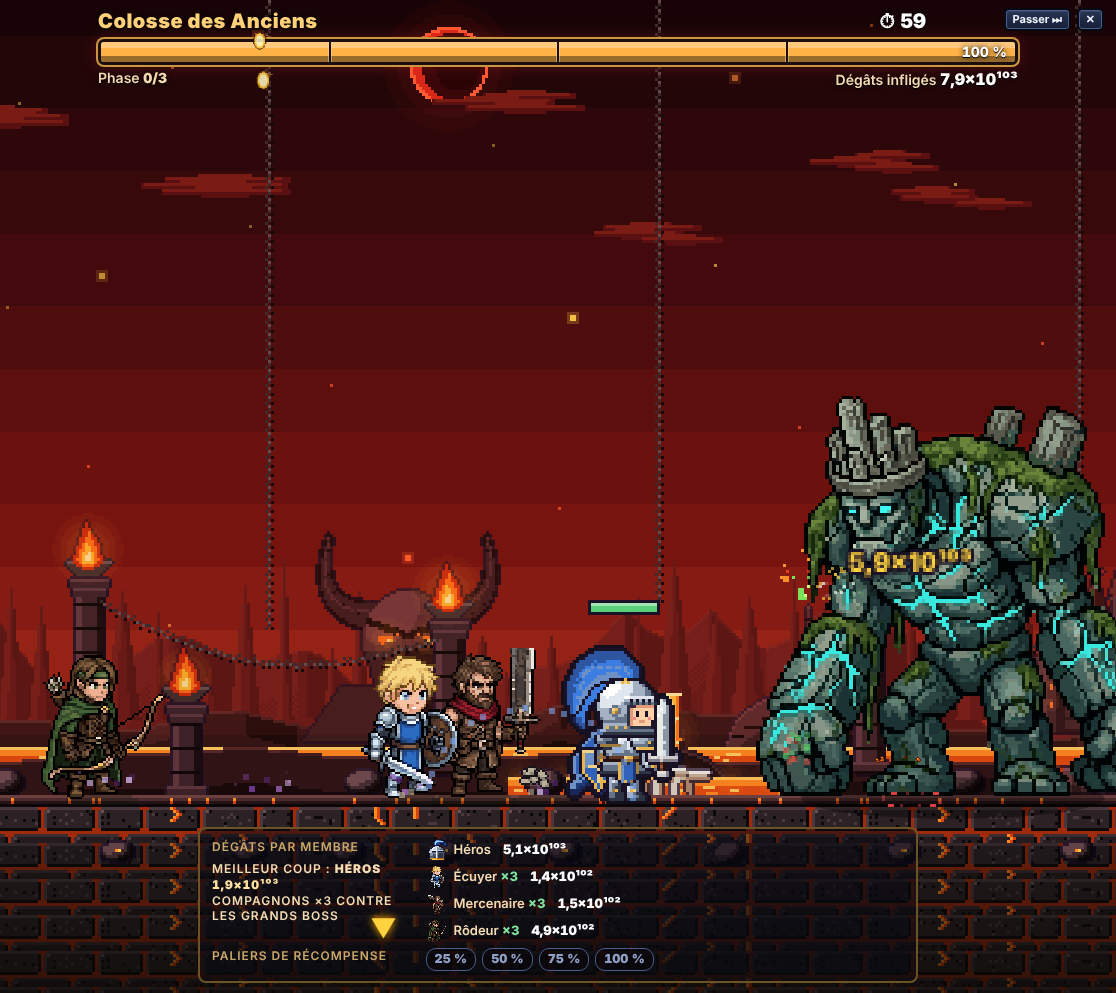 Colosse des Anciens
59
Passer
100 %
Phase 0/3
Dégâts infligés 7,9×10¹⁰³
5,9×10¹⁰³
DÉGÂTS PAR MEMBRE
MEILLEUR COUP : HÉROS
1,9×10¹⁰³
COMPAGNONS ×3 CONTRE
LES GRANDS BOSS
Héros 5,1×10¹⁰³
Écuyer ×3 1,4×10¹⁰²
Mercenaire ×3 1,5×10¹⁰²
Rôdeur ×3 4,9×10¹⁰²
PALIERS DE RÉCOMPENSE
25 % 50 % 75 % 100 %